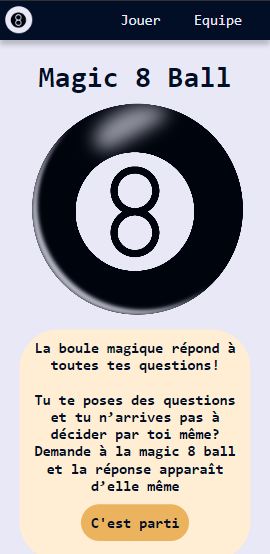 8
Jouer Equipe
Magic 8 Ball
8
La boule magique répond à
toutes tes questions!
Tu te poses des questions
et tu n’arrives pas à
décider par toi même?
Demande à la magic 8 ball
et la réponse apparaît
d’elle même
C'est parti